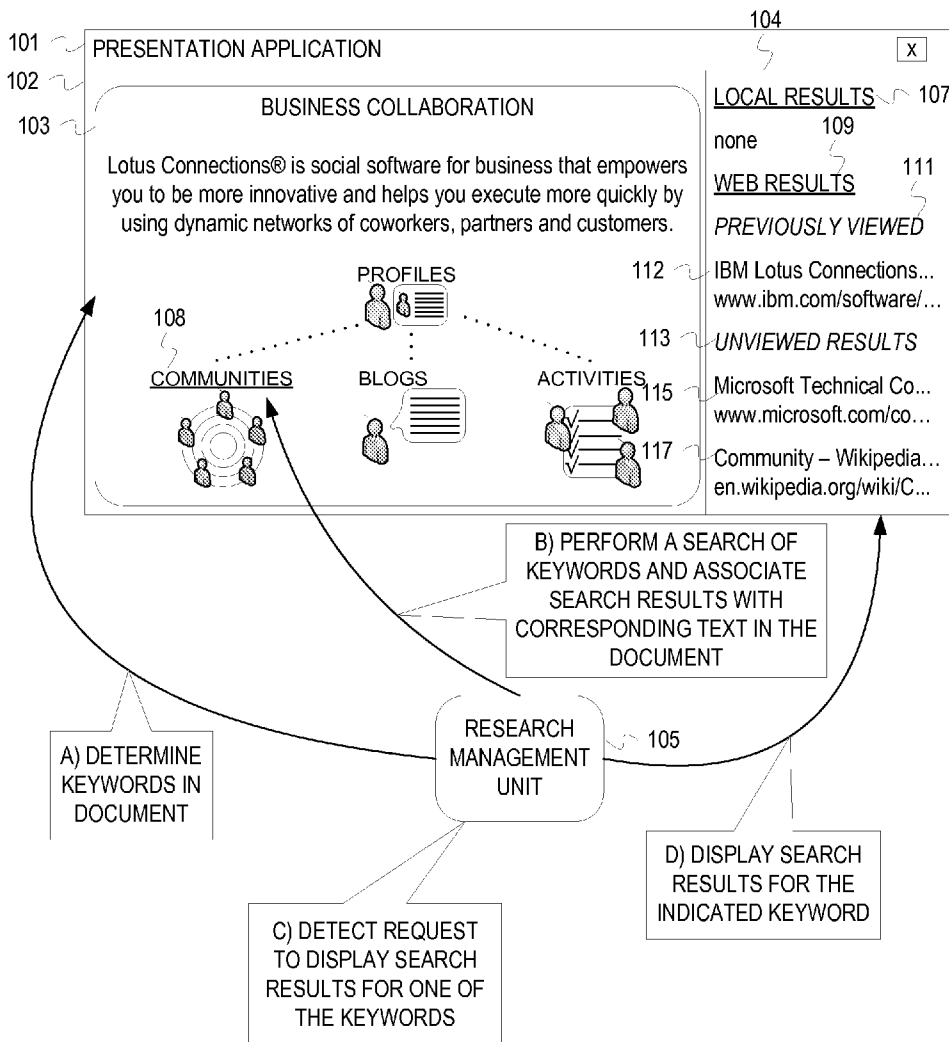 104
101
PRESENTATION APPLICATION
X
102
103
BUSINESS COLLABORATION
Lotus Connections® is social software for business that empowers
you to be more innovative and helps you execute more quickly by
using dynamic networks of coworkers, partners and customers.
PROFILES
108
COMMUNITIES
BLOGS
ACTIVITIES
LOCAL RESULTS
107
none
109
WEB RESULTS
111
PREVIOUSLY VIEWED
112
IBM Lotus Connections...
www.ibm.com/software/...
113
UNVIEWED RESULTS
115
Microsoft Technical Co...
www.microsoft.com/co...
117
Community – Wikipedia...
en.wikipedia.org/wiki/C...
B) PERFORM A SEARCH OF
KEYWORDS AND ASSOCIATE
SEARCH RESULTS WITH
CORRESPONDING TEXT IN THE
DOCUMENT
RESEARCH
MANAGEMENT
UNIT
105
A) DETERMINE
KEYWORDS IN
DOCUMENT
D) DISPLAY SEARCH
RESULTS FOR THE
INDICATED KEYWORD
C) DETECT REQUEST
TO DISPLAY SEARCH
RESULTS FOR ONE OF
THE KEYWORDS